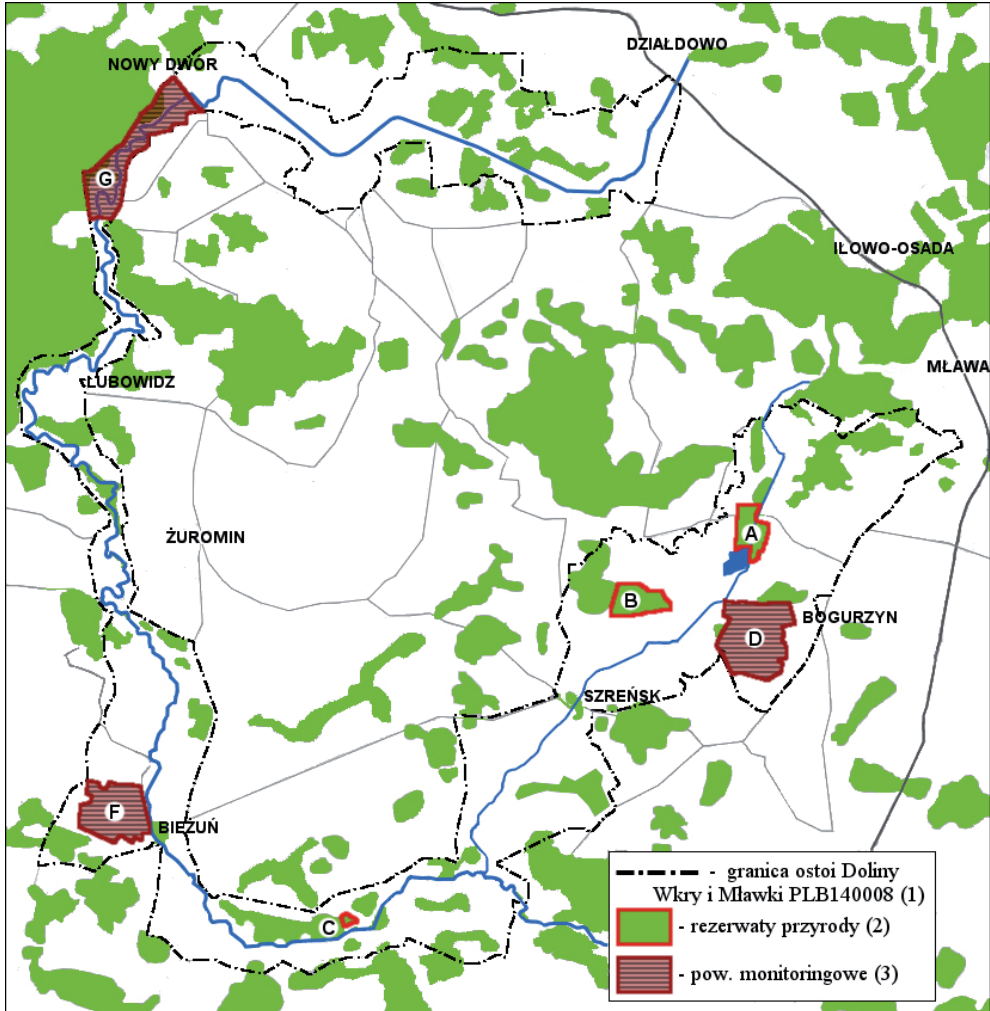 DZIAŁDOWO
NOWY DWÓR
G
IŁOWO-OSADA
MŁAWA
LUBOWIDZ
ŻUROMIN
A
B
BOGURZYN
D
SZREŃSK
F
BIEŻUŃ
C
- granica ostoi Doliny
Wkry i Mławki PLB140008 (1)
- rezerwaty przyrody (2)
- pow. monitoringowe (3)